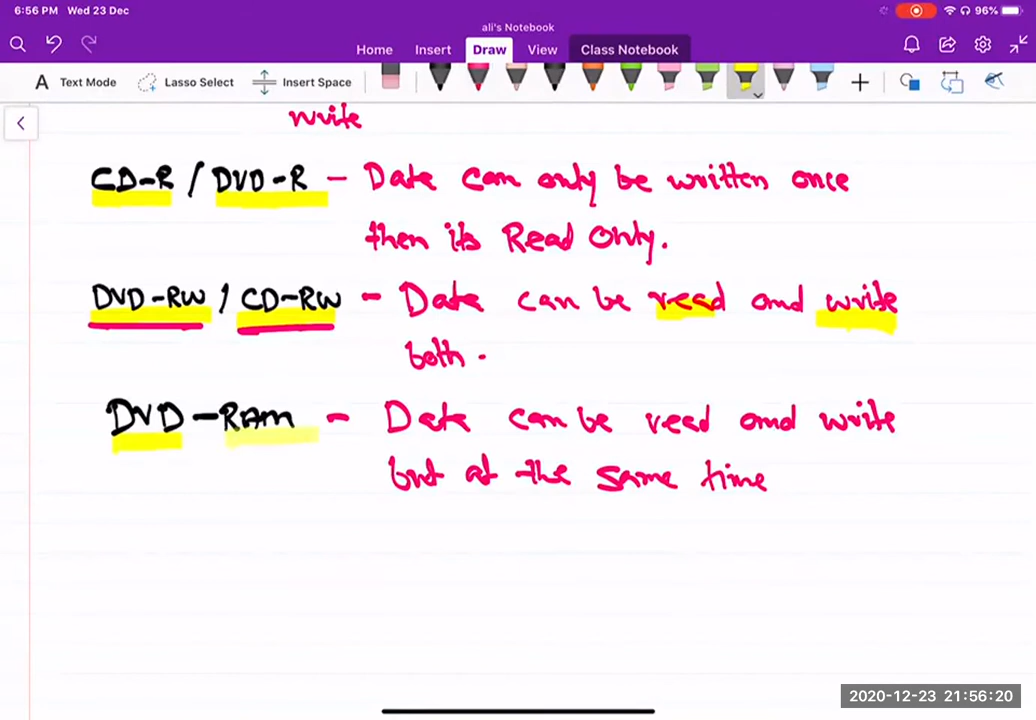 6:56 PM Wed 23 Dec
96%
ali's Notebook
Home Insert Draw View Class Notebook
A Text Mode Lasso Select Insert Space
write
CD-R / DVD-R - Date can only be written once
then its Read Only.
DVD-RW / CD-RW - Date can be read and write
both.
DVD-RAM - Date can be read and write
but at the same time
2020-12-23 21:56:20